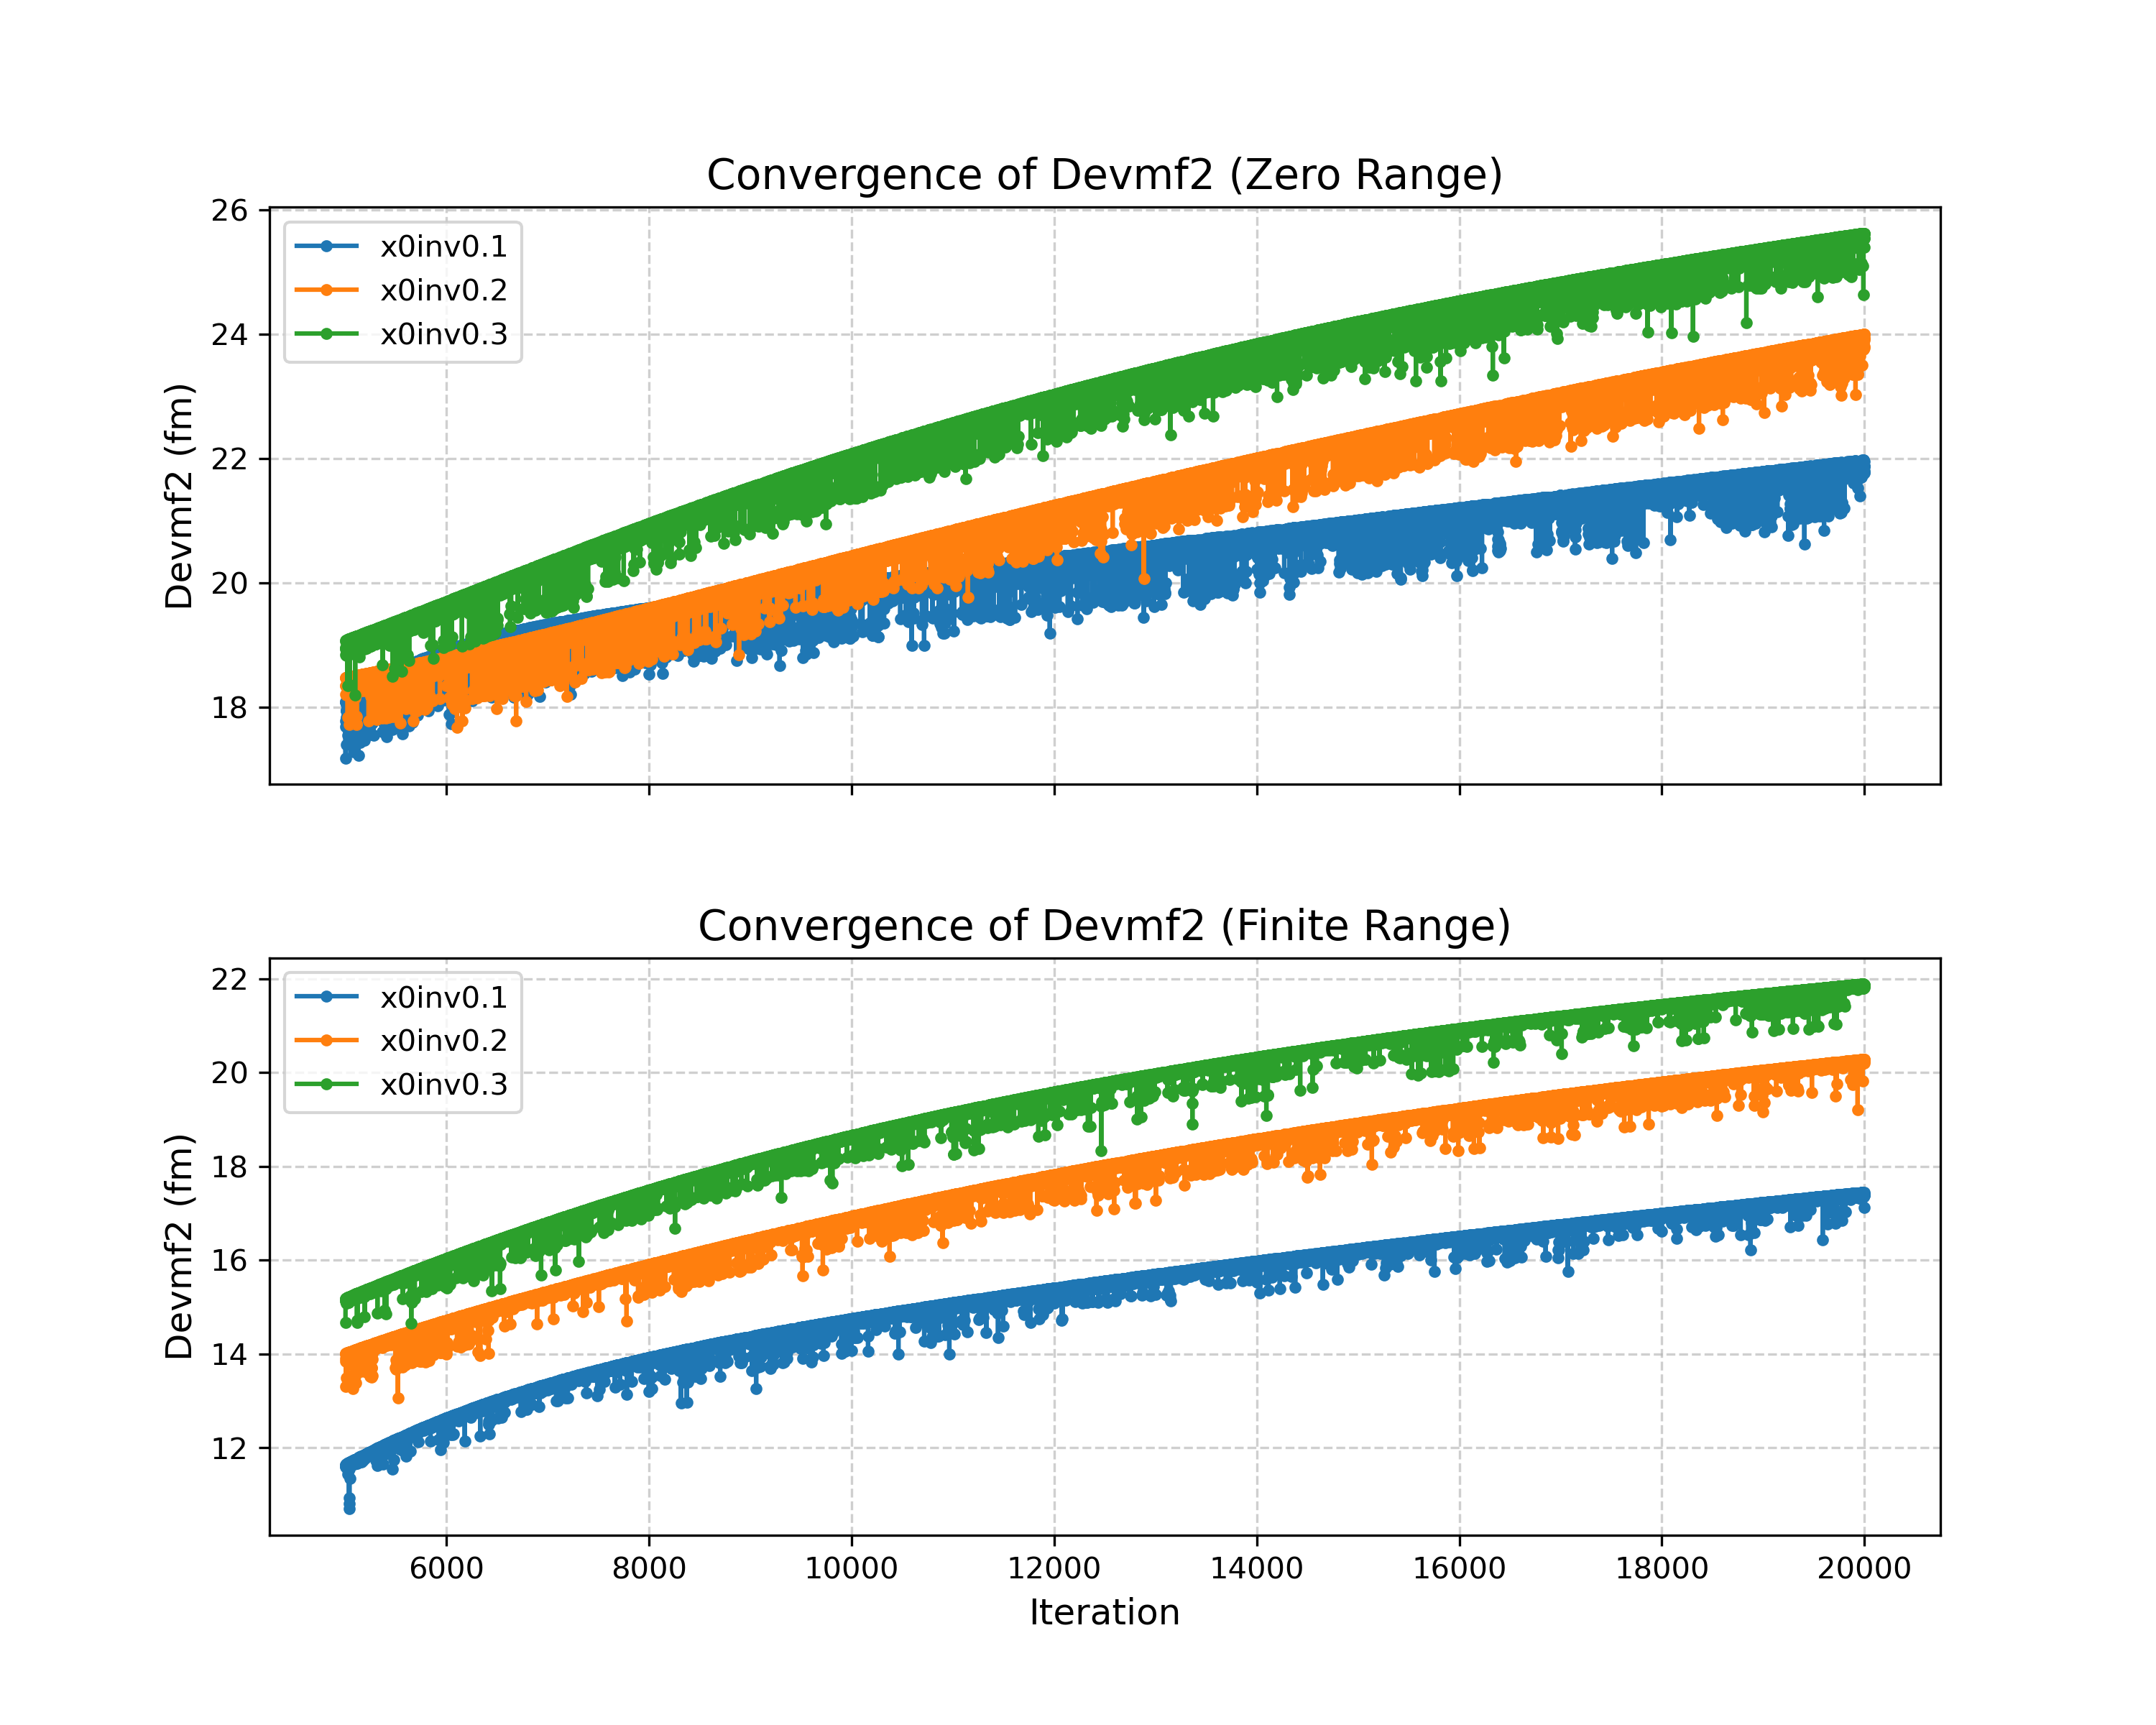 Convergence of Devmf2 (Zero Range)
Devmf2 (fm)
26
24
22
20
18
x0inv0.1
x0inv0.2
x0inv0.3
Convergence of Devmf2 (Finite Range)
Devmf2 (fm)
22
20
18
16
14
12
x0inv0.1
x0inv0.2
x0inv0.3
6000 8000 10000 12000 14000 16000 18000 20000
Iteration